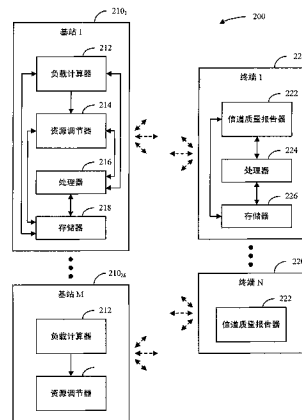 200
210₁
基站 1
212
负载计算器
214
资源调节器
216
处理器
218
存储器
22
终端 1
222
信道质量报告器
224
处理器
226
存储器
210M
基站 M
212
负载计算器
资源调节器
220
终端 N
222
信道质量报告器